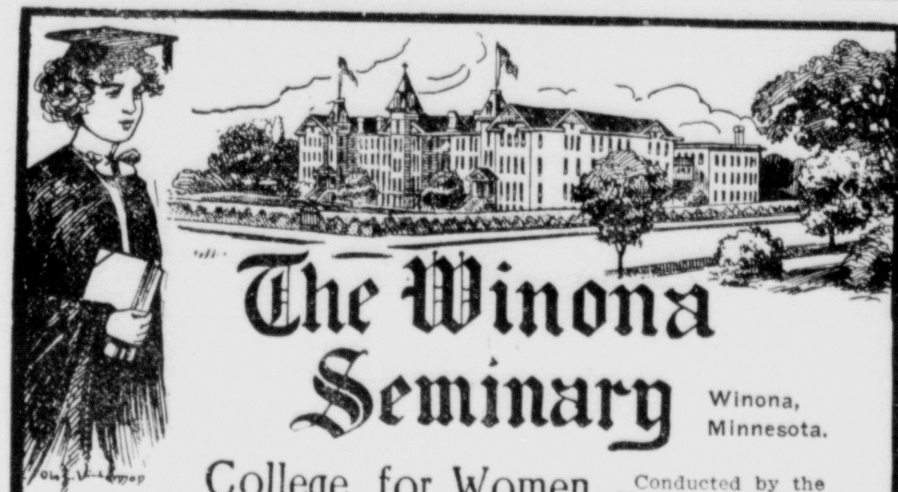 The Winona
Seminary
Winona,
Minnesota.
College for Women
Conducted by the